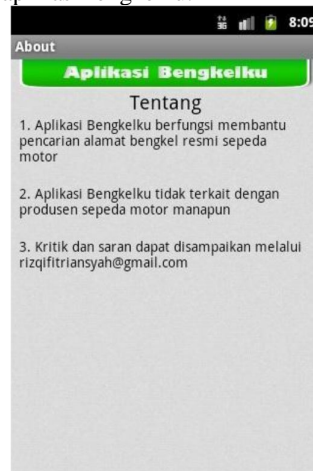 8:09
About
Aplikasi Bengkelku
Tentang
1. Aplikasi Bengkelku berfungsi membantu
pencarian alamat bengkel resmi sepeda
motor
2. Aplikasi Bengkelku tidak terkait dengan
produsen sepeda motor manapun
3. Kritik dan saran dapat disampaikan melalui
rizqifitriansyah@gmail.com